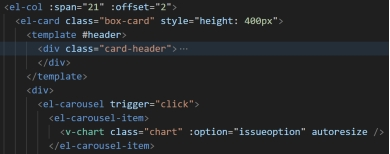 <el-col :span="21" :offset="2">
<el-card class="box-card" style="height: 400px">
<template #header>
<div class="card-header">⋯
</div>
</template>
<div>
<el-carousel trigger="click">
<el-carousel-item>
<v-chart class="chart" :option="issueoption" autoresize />
</el-carousel-item>